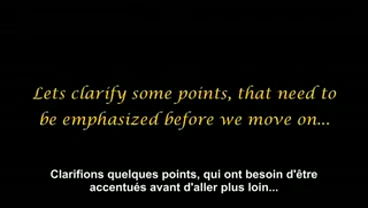 Lets clarify some points, that need to
be emphasized before we move on...
Clarifions quelques points, qui ont besoin d'être
accentués avant d'aller plus loin...